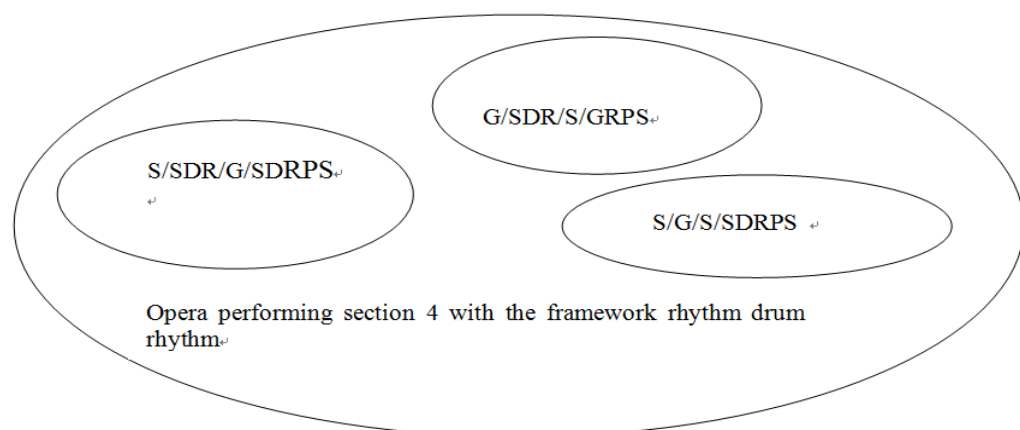 G/SDR/S/GRPS↵
S/SDR/G/SDRPS↵
↵
S/G/S/SDRPS ↵
Opera performing section 4 with the framework rhythm drum
rhythm↵